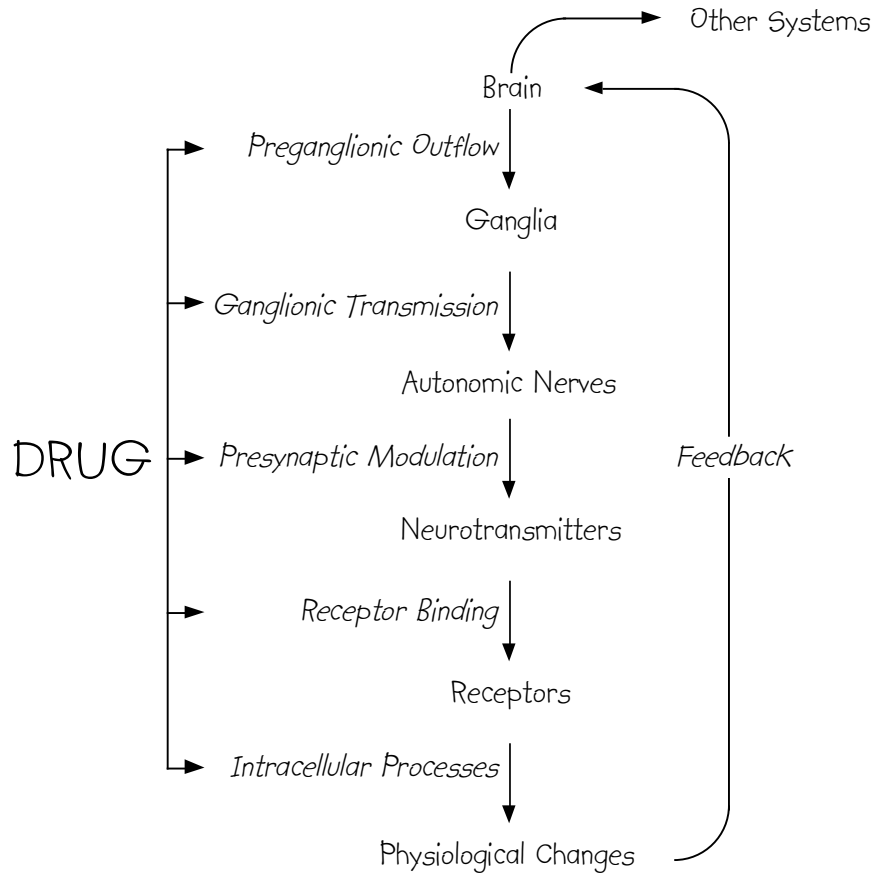 Other Systems
Brain
Preganglionic Outflow
Ganglia
Ganglionic Transmission
Autonomic Nerves
DRUG
Presynaptic Modulation
Feedback
Neurotransmitters
Receptor Binding
Receptors
Intracellular Processes
Physiological Changes